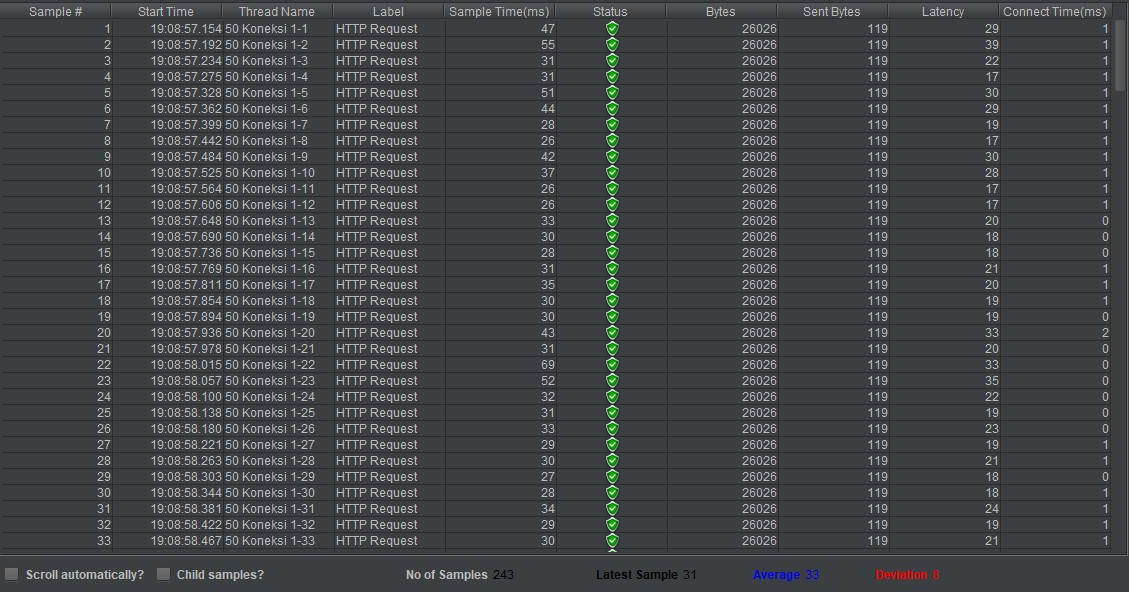 Sample # Start Time Thread Name Label Sample Time(ms) Status Bytes Sent Bytes Latency Connect Time(ms)
1 19:08:57.154 50 Koneksi 1-1 HTTP Request 47 26026 119 29 1
2 19:08:57.192 50 Koneksi 1-2 HTTP Request 55 26026 119 39 1
3 19:08:57.234 50 Koneksi 1-3 HTTP Request 31 26026 119 22 1
4 19:08:57.275 50 Koneksi 1-4 HTTP Request 31 26026 119 17 1
5 19:08:57.328 50 Koneksi 1-5 HTTP Request 51 26026 119 30 1
6 19:08:57.362 50 Koneksi 1-6 HTTP Request 44 26026 119 29 1
7 19:08:57.399 50 Koneksi 1-7 HTTP Request 28 26026 119 19 1
8 19:08:57.442 50 Koneksi 1-8 HTTP Request 26 26026 119 17 1
9 19:08:57.484 50 Koneksi 1-9 HTTP Request 42 26026 119 30 1
10 19:08:57.525 50 Koneksi 1-10 HTTP Request 37 26026 119 28 1
11 19:08:57.564 50 Koneksi 1-11 HTTP Request 26 26026 119 17 1
12 19:08:57.606 50 Koneksi 1-12 HTTP Request 26 26026 119 17 1
13 19:08:57.648 50 Koneksi 1-13 HTTP Request 33 26026 119 20 0
14 19:08:57.690 50 Koneksi 1-14 HTTP Request 30 26026 119 18 0
15 19:08:57.736 50 Koneksi 1-15 HTTP Request 28 26026 119 18 0
16 19:08:57.769 50 Koneksi 1-16 HTTP Request 31 26026 119 21 1
17 19:08:57.811 50 Koneksi 1-17 HTTP Request 35 26026 119 20 1
18 19:08:57.854 50 Koneksi 1-18 HTTP Request 30 26026 119 19 1
19 19:08:57.894 50 Koneksi 1-19 HTTP Request 30 26026 119 19 0
20 19:08:57.936 50 Koneksi 1-20 HTTP Request 43 26026 119 33 2
21 19:08:57.978 50 Koneksi 1-21 HTTP Request 31 26026 119 20 0
22 19:08:58.015 50 Koneksi 1-22 HTTP Request 69 26026 119 33 0
23 19:08:58.057 50 Koneksi 1-23 HTTP Request 52 26026 119 35 0
24 19:08:58.100 50 Koneksi 1-24 HTTP Request 32 26026 119 22 0
25 19:08:58.138 50 Koneksi 1-25 HTTP Request 31 26026 119 19 0
26 19:08:58.180 50 Koneksi 1-26 HTTP Request 33 26026 119 23 0
27 19:08:58.221 50 Koneksi 1-27 HTTP Request 29 26026 119 19 1
28 19:08:58.263 50 Koneksi 1-28 HTTP Request 30 26026 119 21 1
29 19:08:58.303 50 Koneksi 1-29 HTTP Request 27 26026 119 18 0
30 19:08:58.344 50 Koneksi 1-30 HTTP Request 28 26026 119 18 1
31 19:08:58.381 50 Koneksi 1-31 HTTP Request 34 26026 119 24 1
32 19:08:58.422 50 Koneksi 1-32 HTTP Request 29 26026 119 19 1
33 19:08:58.467 50 Koneksi 1-33 HTTP Request 30 26026 119 21 1
Scroll automatically? Child samples? No of Samples 243 Latest Sample 31 Average 33 Deviation 8